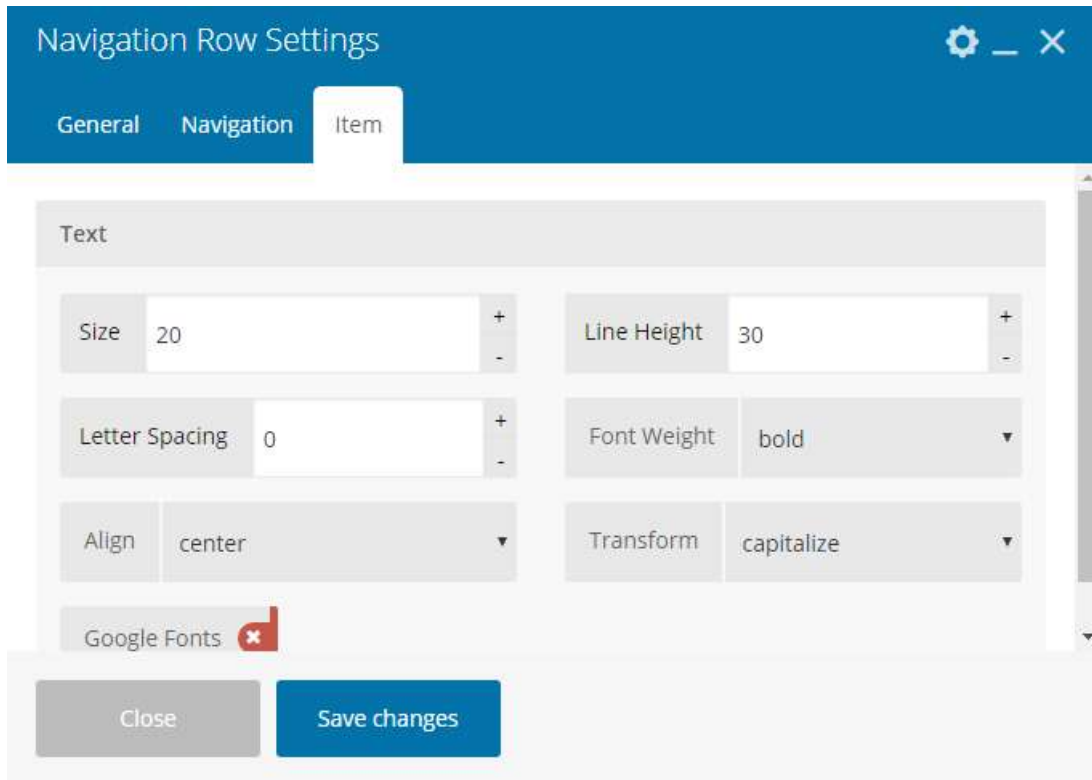 Navigation Row Settings
General Navigation Item
Text
Size 20 + - Line Height 30 + -
Letter Spacing 0 + - Font Weight bold
Align center Transform capitalize
Google Fonts
Close Save changes